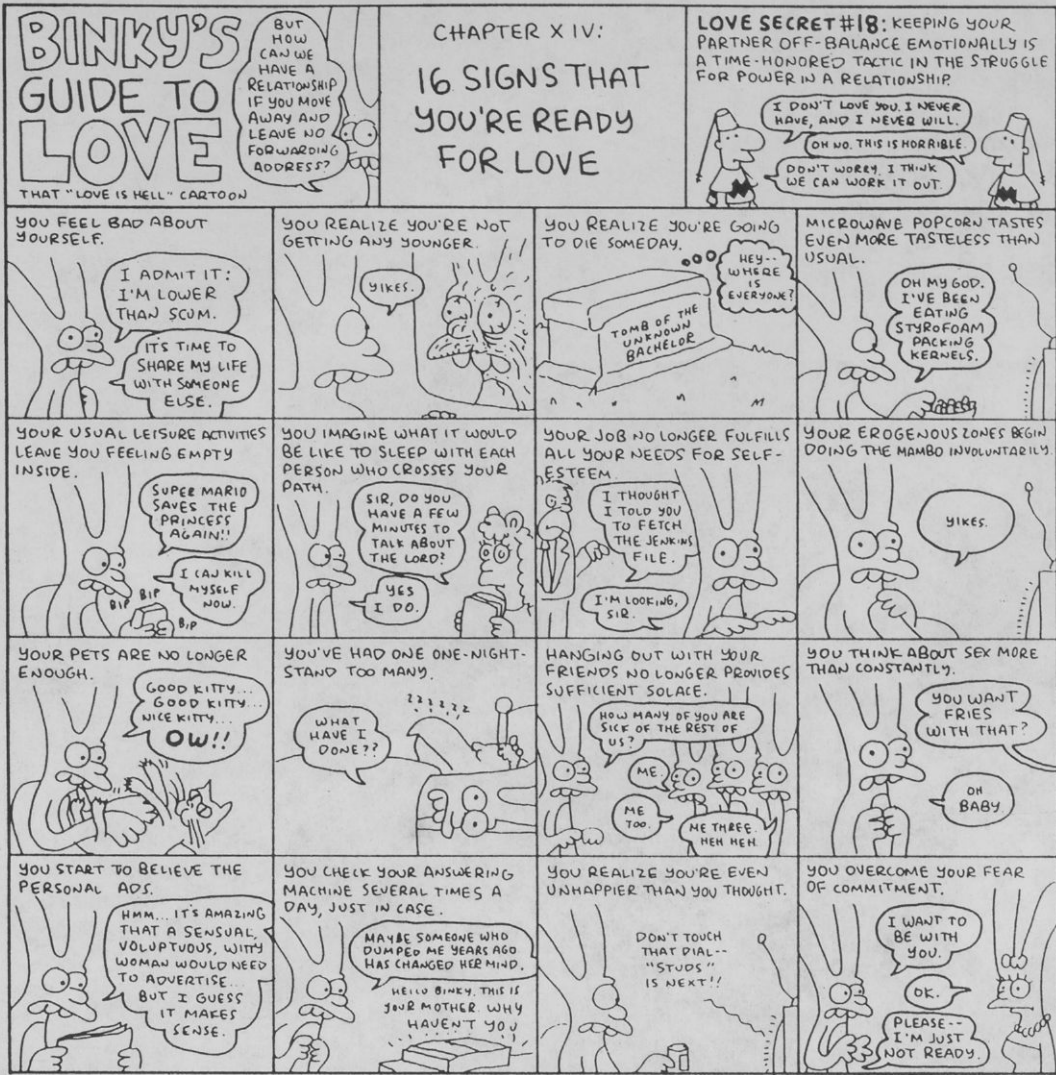 BINKY'S
GUIDE TO
LOVE
THAT "LOVE IS HELL" CARTOON
BUT
HOW
CAN WE
HAVE A
RELATIONSHIP
IF YOU MOVE
AWAY AND
LEAVE NO
FORWARDING
ADDRESS?
CHAPTER XIV:
16 SIGNS THAT
YOU'RE READY
FOR LOVE
LOVE SECRET #18: KEEPING YOUR
PARTNER OFF-BALANCE EMOTIONALLY IS
A TIME-HONORED TACTIC IN THE STRUGGLE
FOR POWER IN A RELATIONSHIP.
I DON'T LOVE YOU. I NEVER
HAVE, AND I NEVER WILL.
OH NO. THIS IS HORRIBLE.
DON'T WORRY. I THINK
WE CAN WORK IT OUT.
YOU FEEL BAD ABOUT
YOURSELF.
I ADMIT IT:
I'M LOWER
THAN SCUM.
IT'S TIME TO
SHARE MY LIFE
WITH SOMEONE
ELSE.
YOU REALIZE YOU'RE NOT
GETTING ANY YOUNGER.
YIKES.
YOU REALIZE YOU'RE GOING
TO DIE SOMEDAY.
HEY--
WHERE
IS
EVERYONE?
TOMB OF THE
UNKNOWN
BACHELOR
MICROWAVE POPCORN TASTES
EVEN MORE TASTELESS THAN
USUAL.
OH MY GOD.
I'VE BEEN
EATING
STYROFOAM
PACKING
KERNELS.
YOUR USUAL LEISURE ACTIVITIES
LEAVE YOU FEELING EMPTY
INSIDE.
SUPER MARIO
SAVES THE
PRINCESS
AGAIN!!
I CAN KILL
MYSELF
NOW.
BIP
BIP
BIP
YOU IMAGINE WHAT IT WOULD
BE LIKE TO SLEEP WITH EACH
PERSON WHO CROSSES YOUR
PATH.
SIR, DO YOU
HAVE A FEW
MINUTES TO
TALK ABOUT
THE LORD?
YES
I DO.
YOUR JOB NO LONGER FULFILLS
ALL YOUR NEEDS FOR SELF-
ESTEEM.
I THOUGHT
I TOLD YOU
TO FETCH
THE JENKINS
FILE.
I'M LOOKING,
SIR.
YOUR EROGENOUS ZONES BEGIN
DOING THE MAMBO INVOLUNTARILY.
YIKES.
YOUR PETS ARE NO LONGER
ENOUGH.
GOOD KITTY...
GOOD KITTY...
NICE KITTY...
OW!!
YOU'VE HAD ONE ONE-NIGHT-
STAND TOO MANY.
ZZZZZZ
WHAT
HAVE I
DONE??
HANGING OUT WITH YOUR
FRIENDS NO LONGER PROVIDES
SUFFICIENT SOLACE.
HOW MANY OF YOU ARE
SICK OF THE REST OF
US?
ME.
ME
TOO.
ME THREE.
HEH HEH.
YOU THINK ABOUT SEX MORE
THAN CONSTANTLY.
YOU WANT
FRIES
WITH THAT?
OH
BABY.
YOU START TO BELIEVE THE
PERSONAL ADS.
HMM... IT'S AMAZING
THAT A SENSUAL,
VOLUPTUOUS, WITTY
WOMAN WOULD NEED
TO ADVERTISE...
BUT I GUESS
IT MAKES
SENSE.
YOU CHECK YOUR ANSWERING
MACHINE SEVERAL TIMES A
DAY, JUST IN CASE.
MAYBE SOMEONE WHO
DUMPED ME YEARS AGO
HAS CHANGED HER MIND.
HELLO BINKY. THIS IS
YOUR MOTHER. WHY
HAVEN'T YOU
YOU REALIZE YOU'RE EVEN
UNHAPPIER THAN YOU THOUGHT.
DON'T TOUCH
THAT DIAL--
"STUDS"
IS NEXT!!
YOU OVERCOME YOUR FEAR
OF COMMITMENT.
I WANT TO
BE WITH
YOU.
OK.
PLEASE--
I'M JUST
NOT READY.